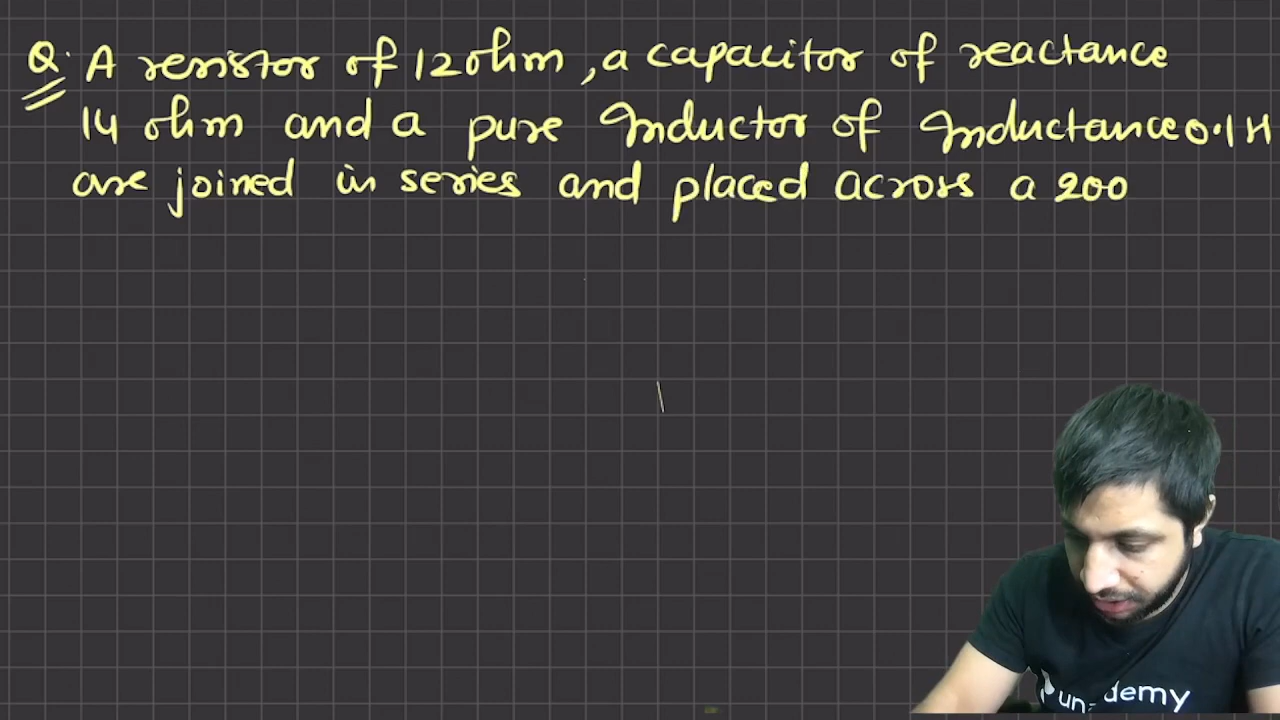 Q. A resistor of 12 ohm, a capacitor of reactance
14 ohm and a pure Inductor of Inductance 0.1 H
are joined in series and placed across a 200
unacademy